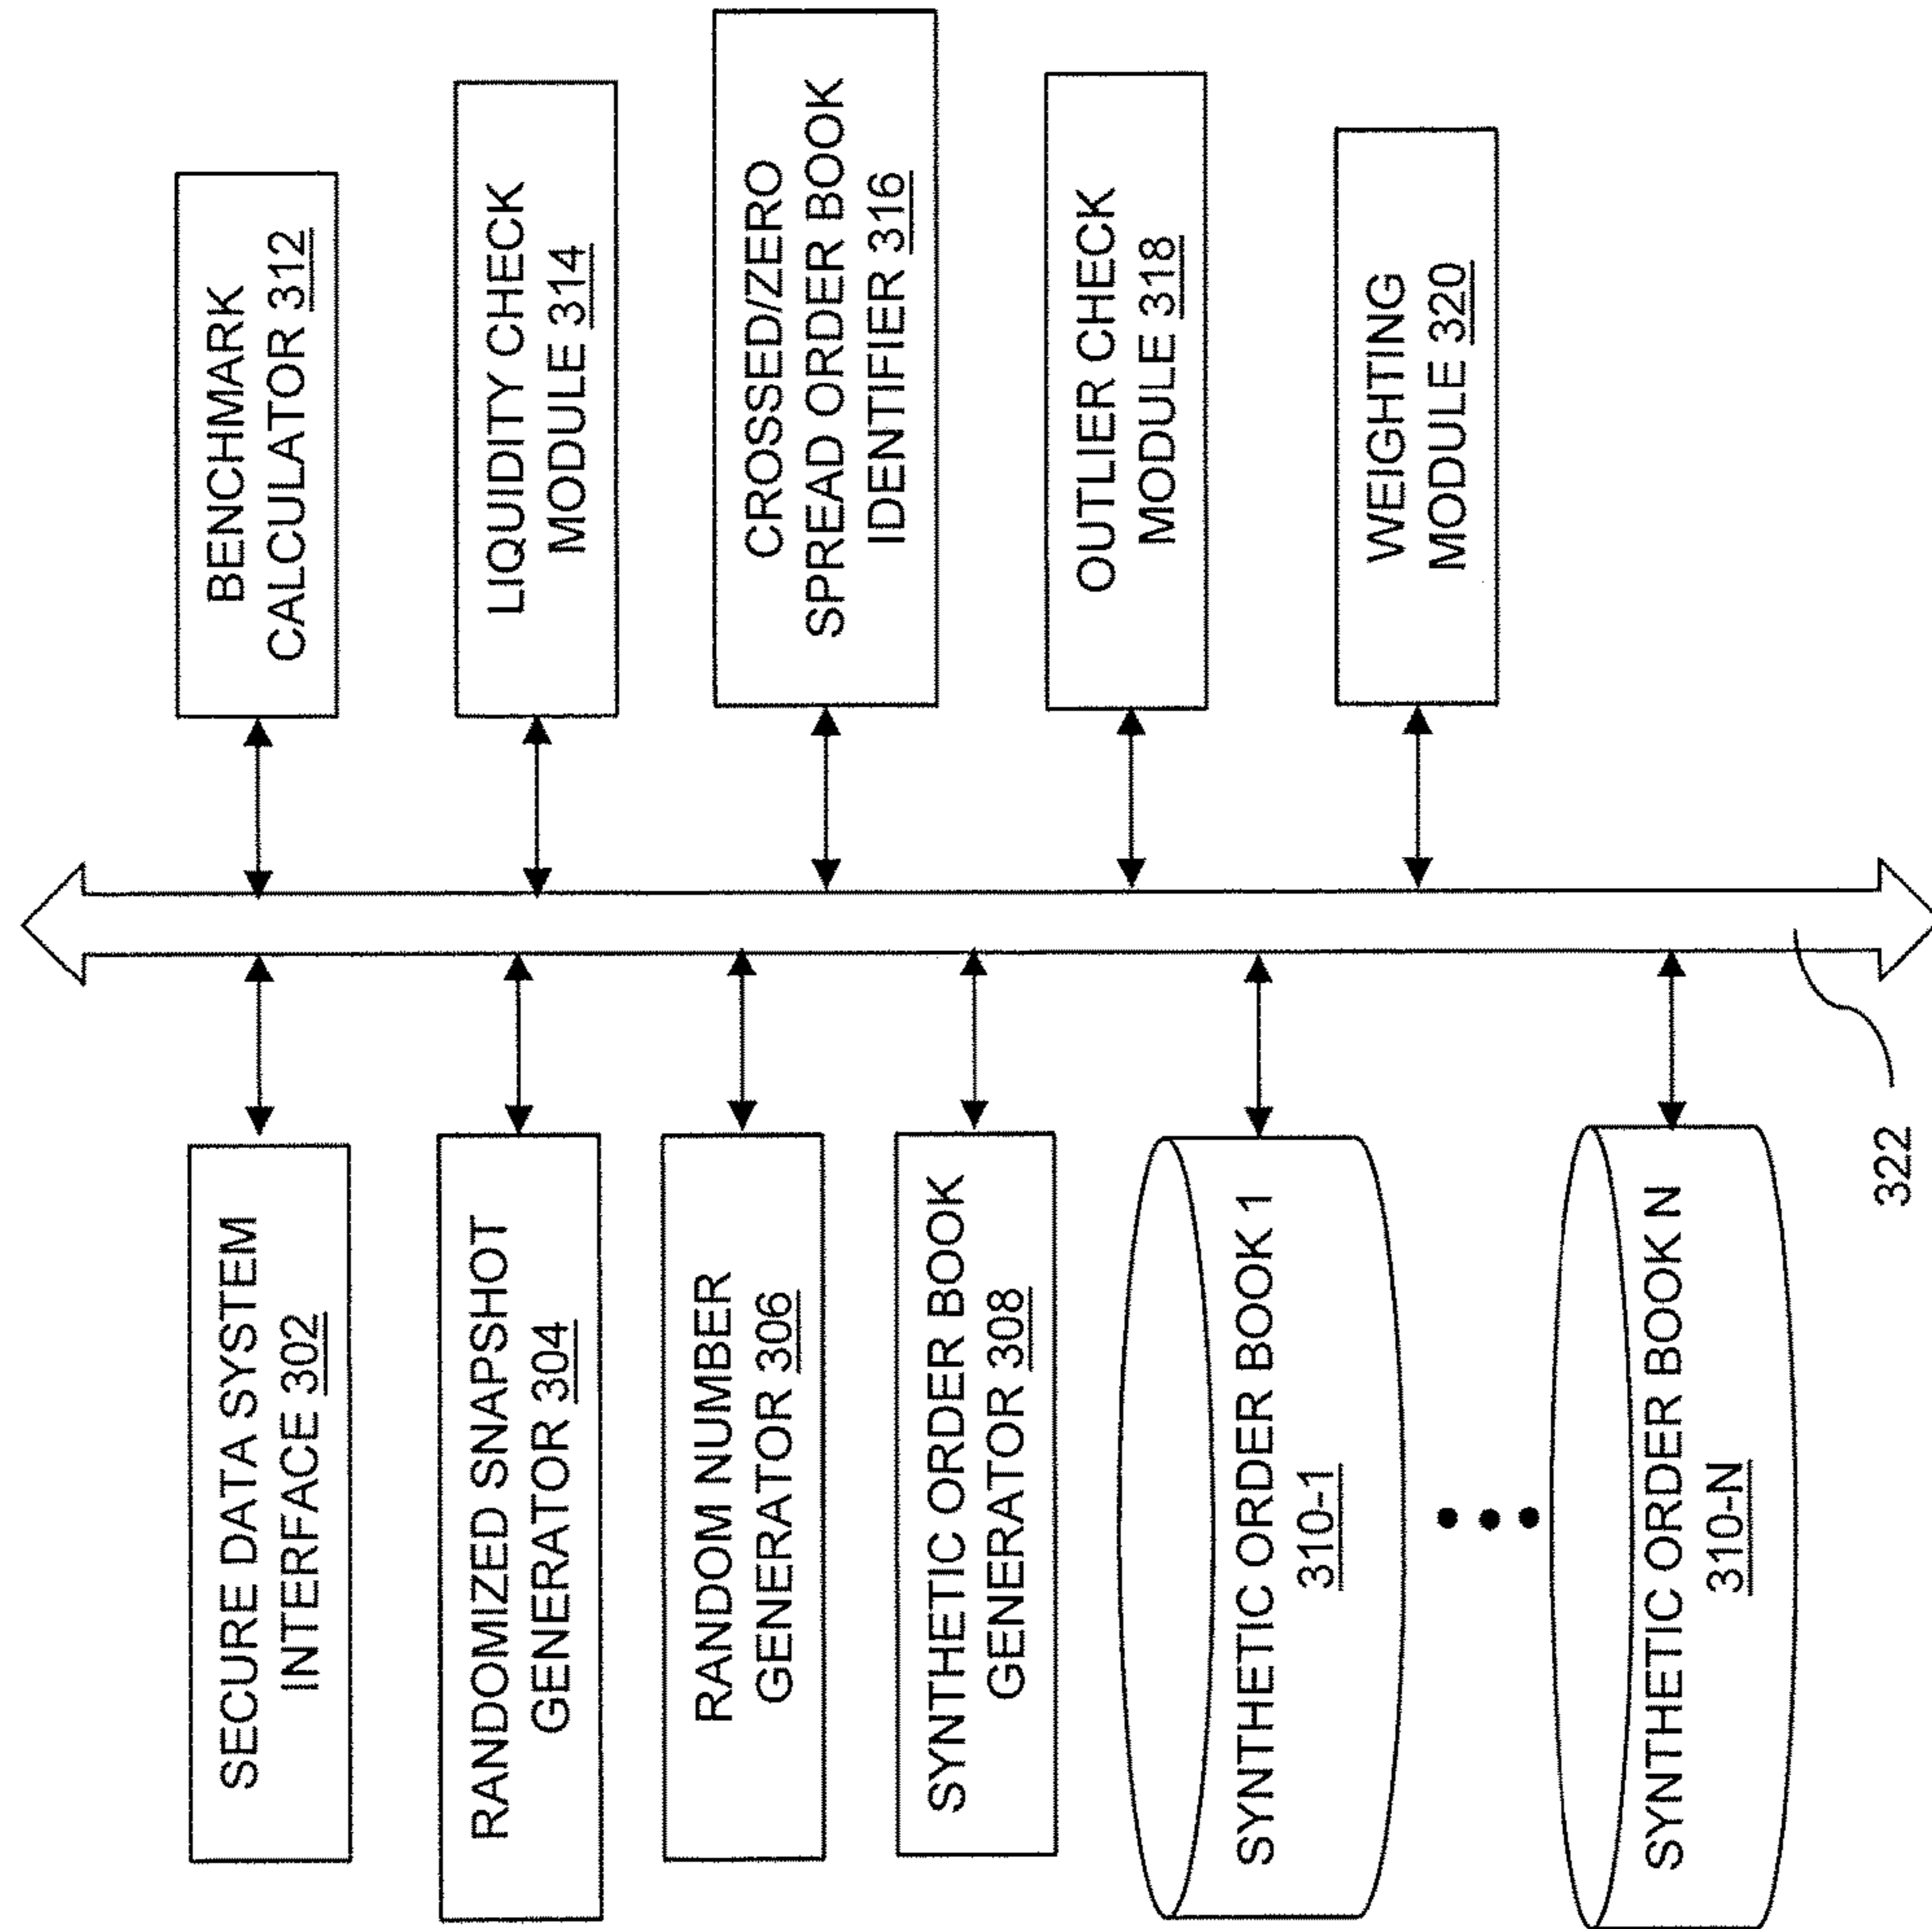 SECURE DATA SYSTEM
INTERFACE 302
RANDOMIZED SNAPSHOT
GENERATOR 304
RANDOM NUMBER
GENERATOR 306
SYNTHETIC ORDER BOOK
GENERATOR 308
SYNTHETIC ORDER BOOK 1
310-1
SYNTHETIC ORDER BOOK N
310-N
322
BENCHMARK
CALCULATOR 312
LIQUIDITY CHECK
MODULE 314
CROSSED/ZERO
SPREAD ORDER BOOK
IDENTIFIER 316
OUTLIER CHECK
MODULE 318
WEIGHTING
MODULE 320